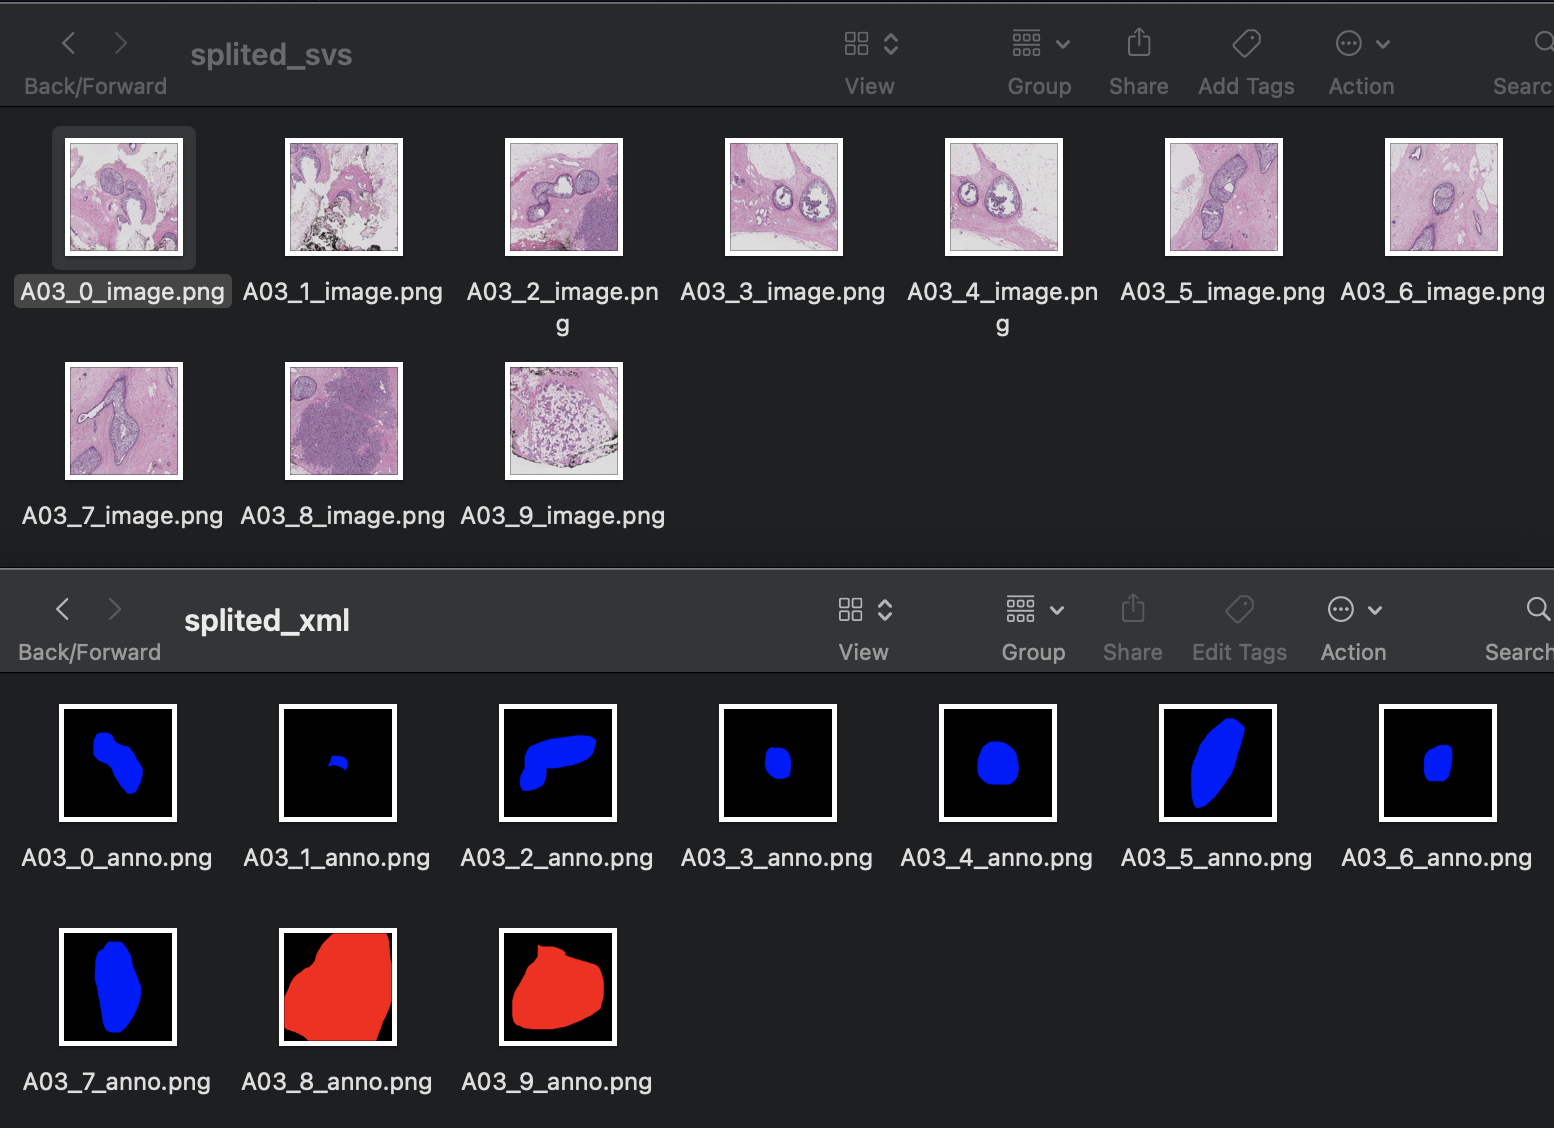 splited_svs
Back/Forward View Group Share Add Tags Action Searc
A03_0_image.png A03_1_image.png A03_2_image.pn A03_3_image.png A03_4_image.pn A03_5_image.png A03_6_image.png
g g
A03_7_image.png A03_8_image.png A03_9_image.png
splited_xml
Back/Forward View Group Share Edit Tags Action Search
A03_0_anno.png A03_1_anno.png A03_2_anno.png A03_3_anno.png A03_4_anno.png A03_5_anno.png A03_6_anno.png
A03_7_anno.png A03_8_anno.png A03_9_anno.png